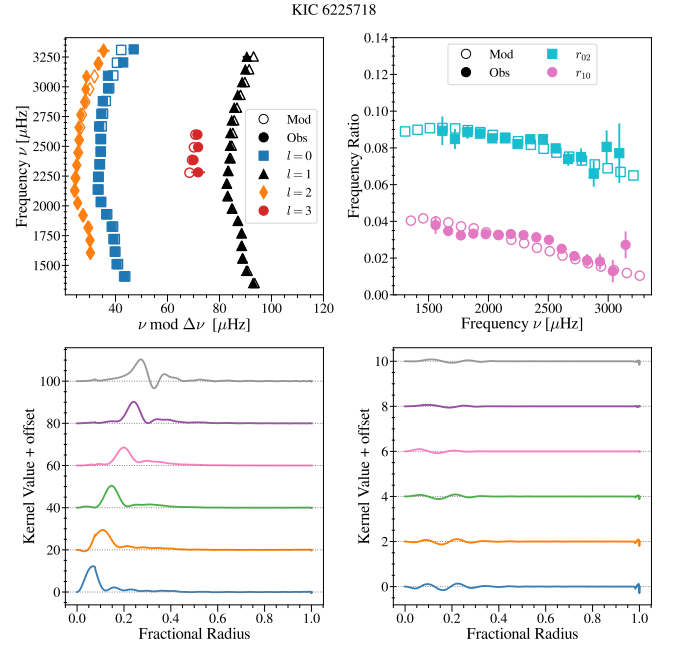 KIC 6225718
3250
3000
2750
2500
2250
2000
1750
1500
Frequency ν [μHz]
Mod
Obs
l = 0
l = 1
l = 2
l = 3
20 40 60 80 100 120
ν mod Δν [μHz]
0.14
0.12
0.10
0.08
0.06
0.04
0.02
0.00
Frequency Ratio
Mod r02
Obs r10
1500 2000 2500 3000
Frequency ν [μHz]
100
80
60
40
20
0
Kernel Value + offset
0.0 0.2 0.4 0.6 0.8 1.0
Fractional Radius
10
8
6
4
2
0
Kernel Value + offset
0.0 0.2 0.4 0.6 0.8 1.0
Fractional Radius